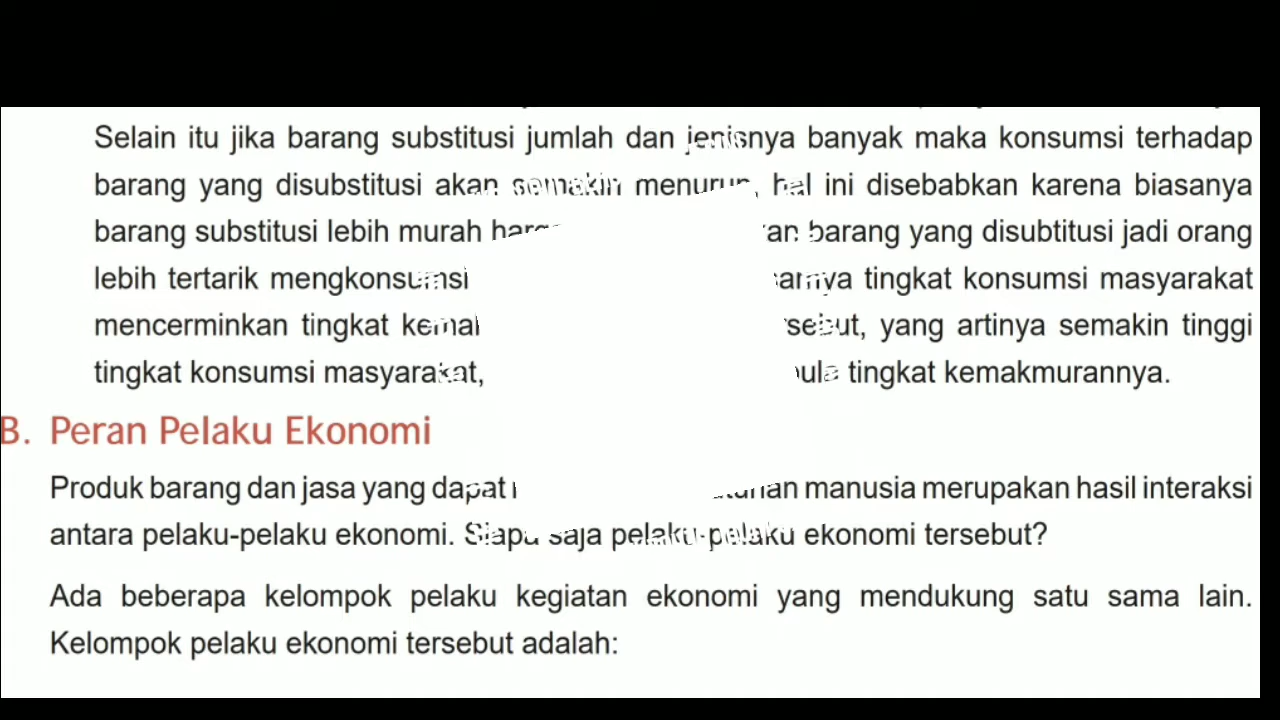 Selain itu jika barang substitusi jumlah dan jenisnya banyak maka konsumsi terhadap
barang yang disubstitusi akan semakin menurun, hal ini disebabkan karena biasanya
barang substitusi lebih murah barang yang disubtitusi jadi orang
lebih tertarik mengkonsumsi tingkat konsumsi masyarakat
mencerminkan tingkat yang artinya semakin tinggi
tingkat konsumsi masyarakat, pula tingkat kemakmurannya.
B. Peran Pelaku Ekonomi
Produk barang dan jasa yang dapat manusia merupakan hasil interaksi
antara pelaku-pelaku ekonomi. Siapa saja pelaku-pelaku ekonomi tersebut?
Ada beberapa kelompok pelaku kegiatan ekonomi yang mendukung satu sama lain.
Kelompok pelaku ekonomi tersebut adalah: